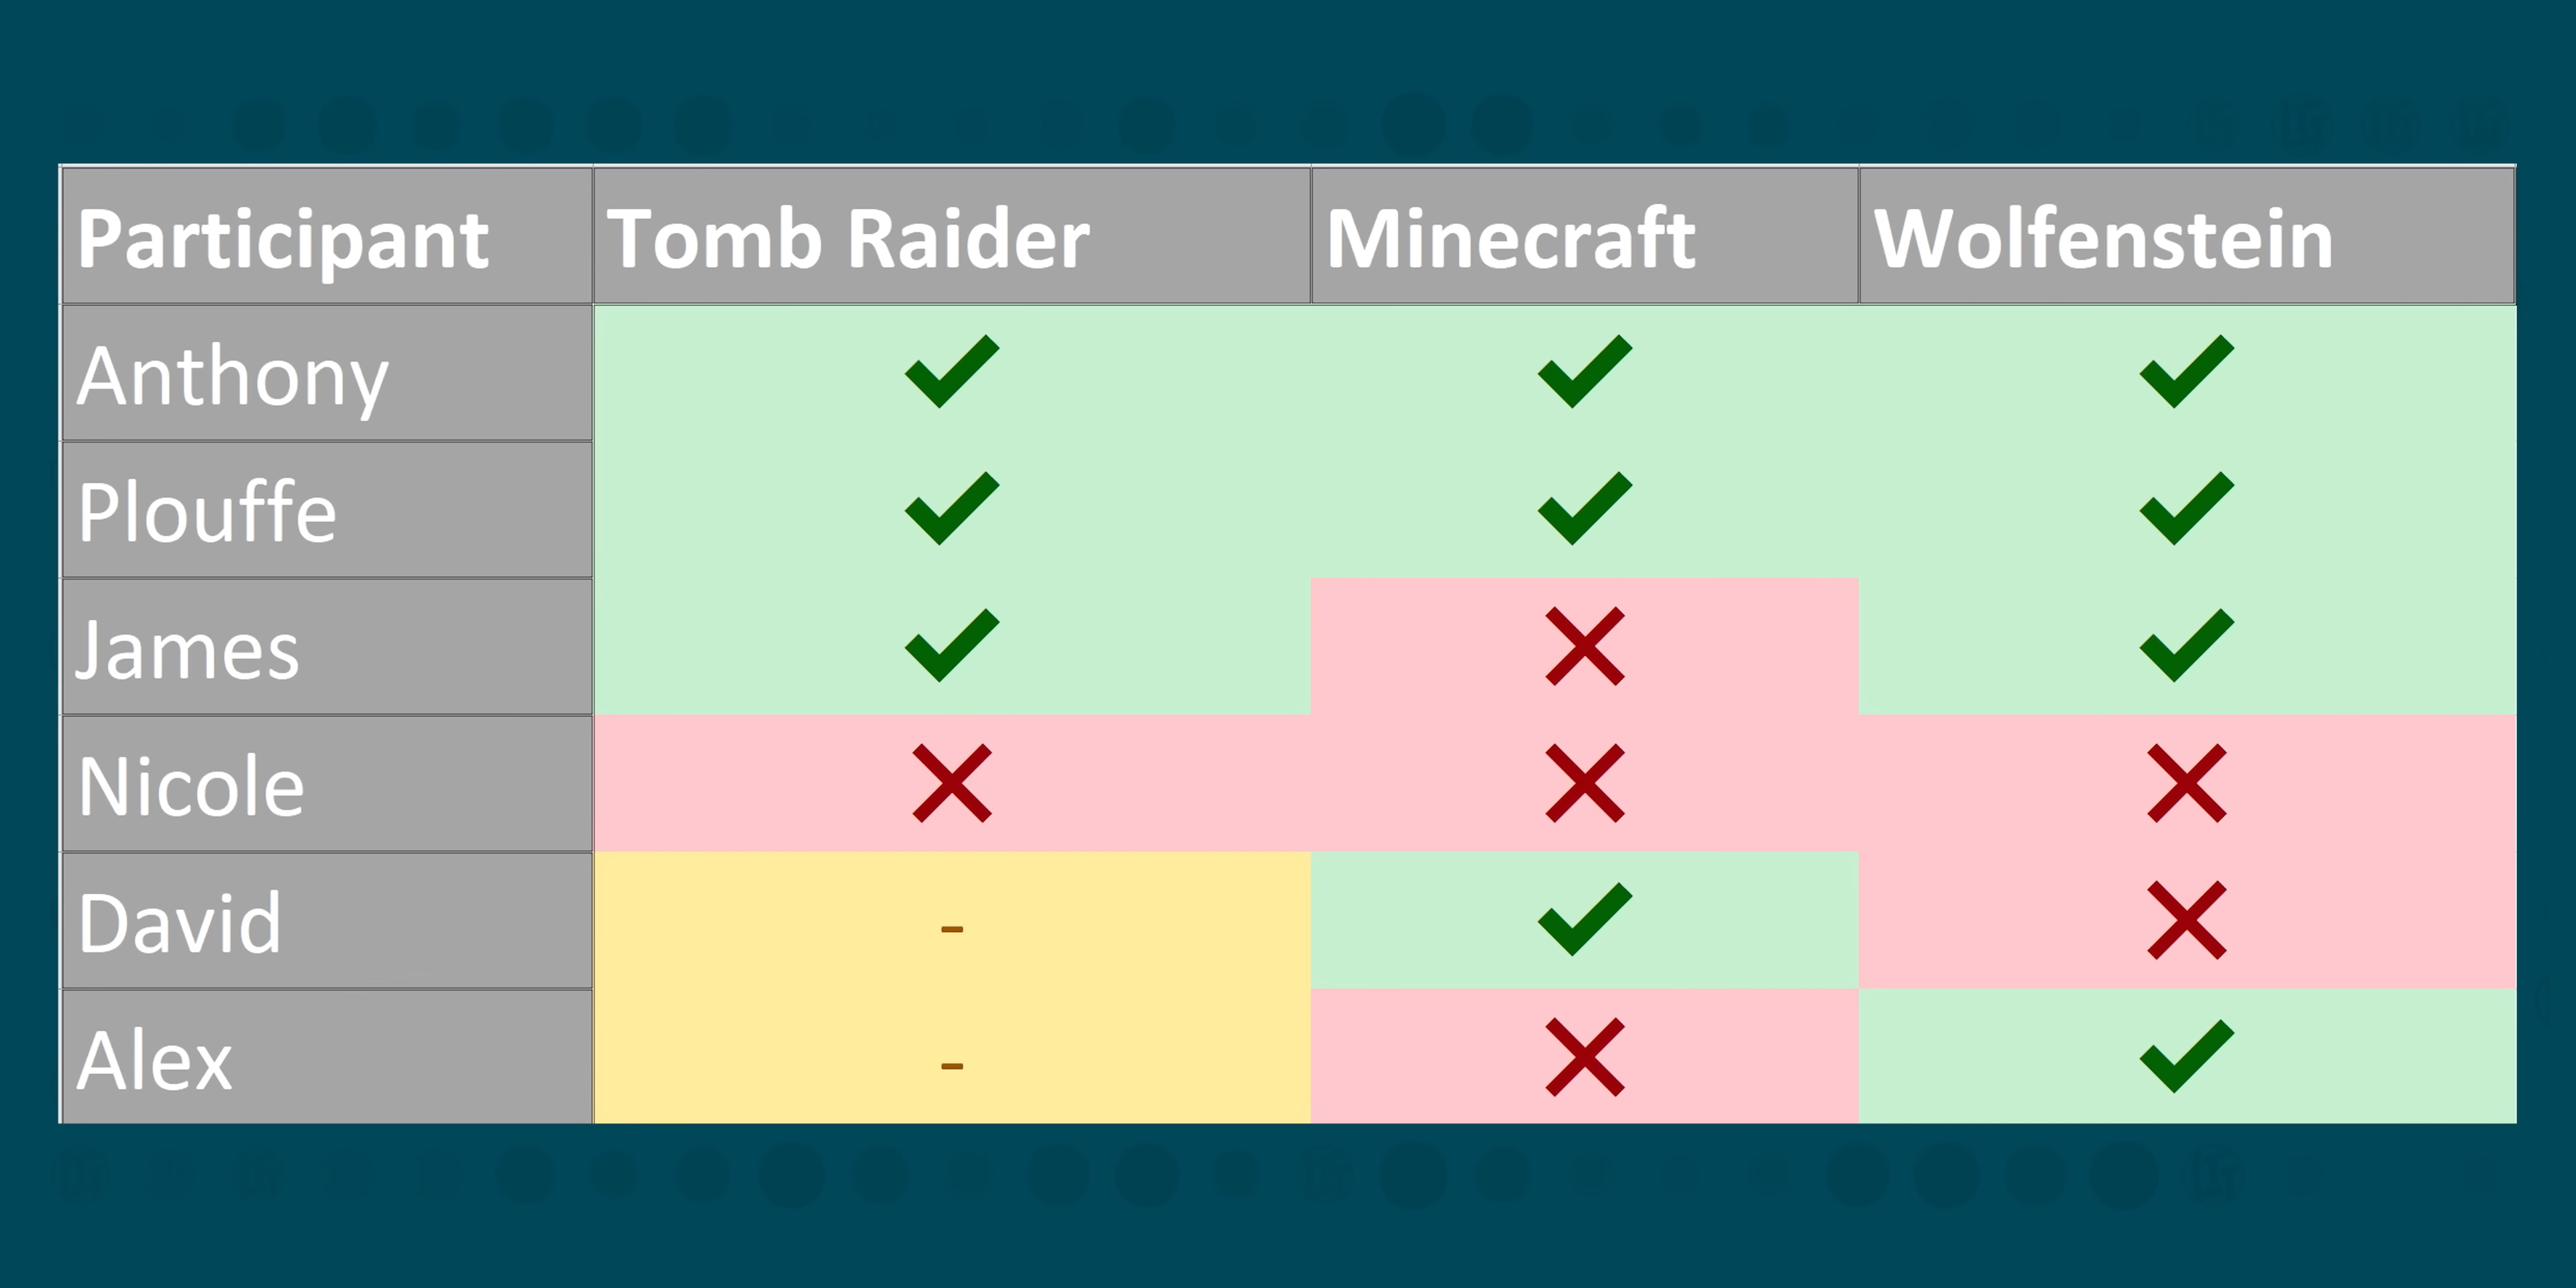 Participant Tomb Raider Minecraft Wolfenstein
Anthony ✓ ✓ ✓
Plouffe ✓ ✓ ✓
James ✓ ✗ ✓
Nicole ✗ ✗ ✗
David - ✓ ✗
Alex - ✗ ✓